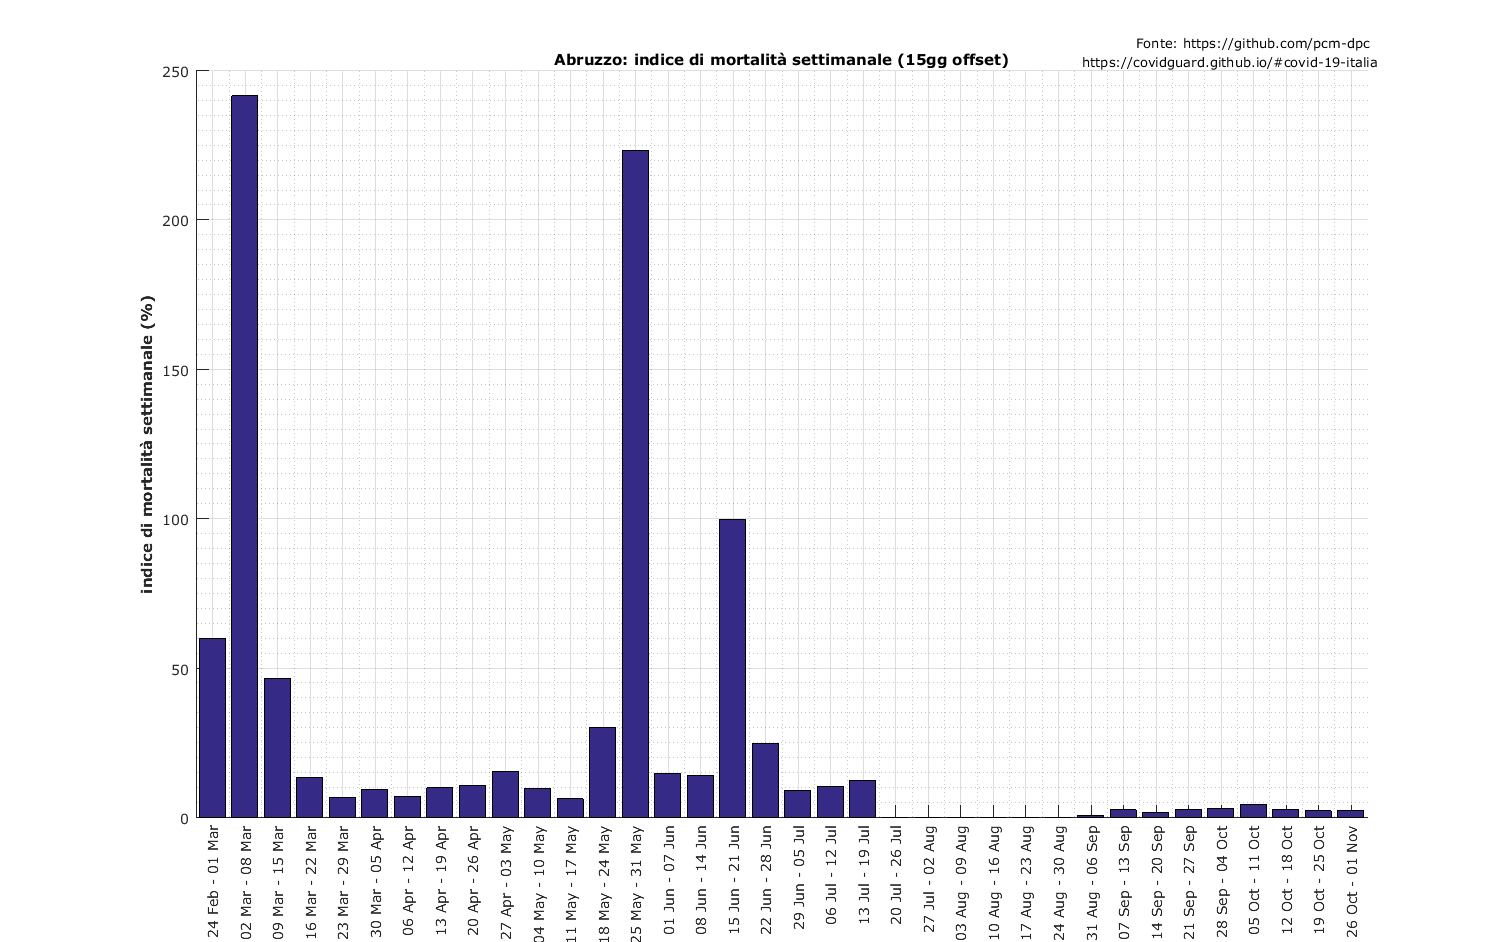 Fonte: https://github.com/pcm-dpc
Abruzzo: indice di mortalità settimanale (15gg offset)
https://covidguard.github.io/#covid-19-italia
indice di mortalità settimanale (%)
250
200
150
100
50
0
24 Feb - 01 Mar
02 Mar - 08 Mar
09 Mar - 15 Mar
16 Mar - 22 Mar
23 Mar - 29 Mar
30 Mar - 05 Apr
06 Apr - 12 Apr
13 Apr - 19 Apr
20 Apr - 26 Apr
27 Apr - 03 May
04 May - 10 May
11 May - 17 May
18 May - 24 May
25 May - 31 May
01 Jun - 07 Jun
08 Jun - 14 Jun
15 Jun - 21 Jun
22 Jun - 28 Jun
29 Jun - 05 Jul
06 Jul - 12 Jul
13 Jul - 19 Jul
20 Jul - 26 Jul
27 Jul - 02 Aug
03 Aug - 09 Aug
10 Aug - 16 Aug
17 Aug - 23 Aug
24 Aug - 30 Aug
31 Aug - 06 Sep
07 Sep - 13 Sep
14 Sep - 20 Sep
21 Sep - 27 Sep
28 Sep - 04 Oct
05 Oct - 11 Oct
12 Oct - 18 Oct
19 Oct - 25 Oct
26 Oct - 01 Nov